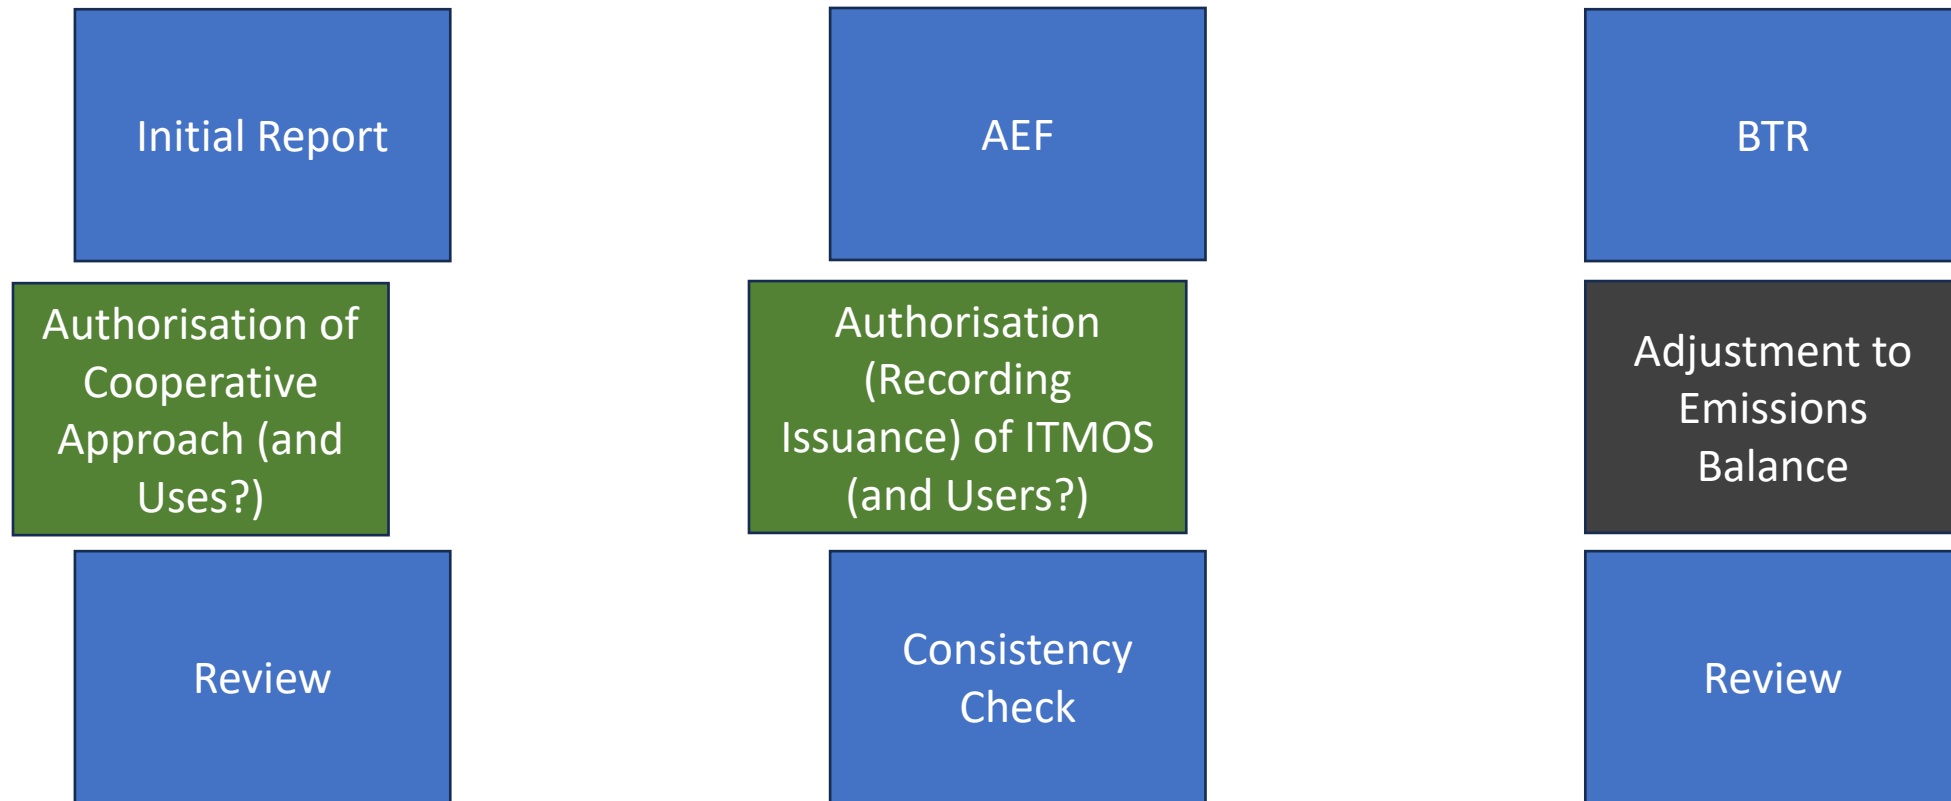 Initial Report
AEF
BTR
Authorisation of
Cooperative
Approach (and
Uses?)
Authorisation
(Recording
Issuance) of ITMOS
(and Users?)
Adjustment to
Emissions
Balance
Review
Consistency
Check
Review